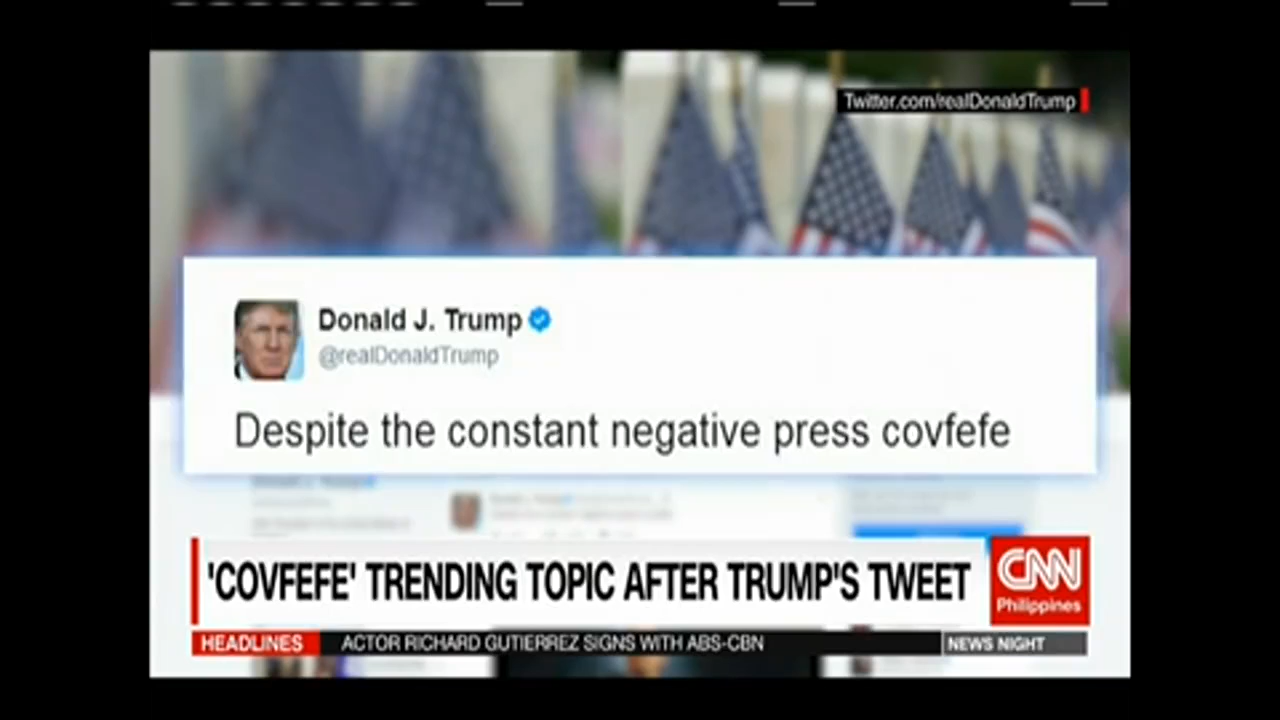 Twitter.com/realDonaldTrump
Donald J. Trump
@realDonaldTrump
Despite the constant negative press covfefe
'COVFEFE' TRENDING TOPIC AFTER TRUMP'S TWEET
CNN
Philippines
HEADLINES ACTOR RICHARD GUTIERREZ SIGNS WITH ABS-CBN NEWS NIGHT